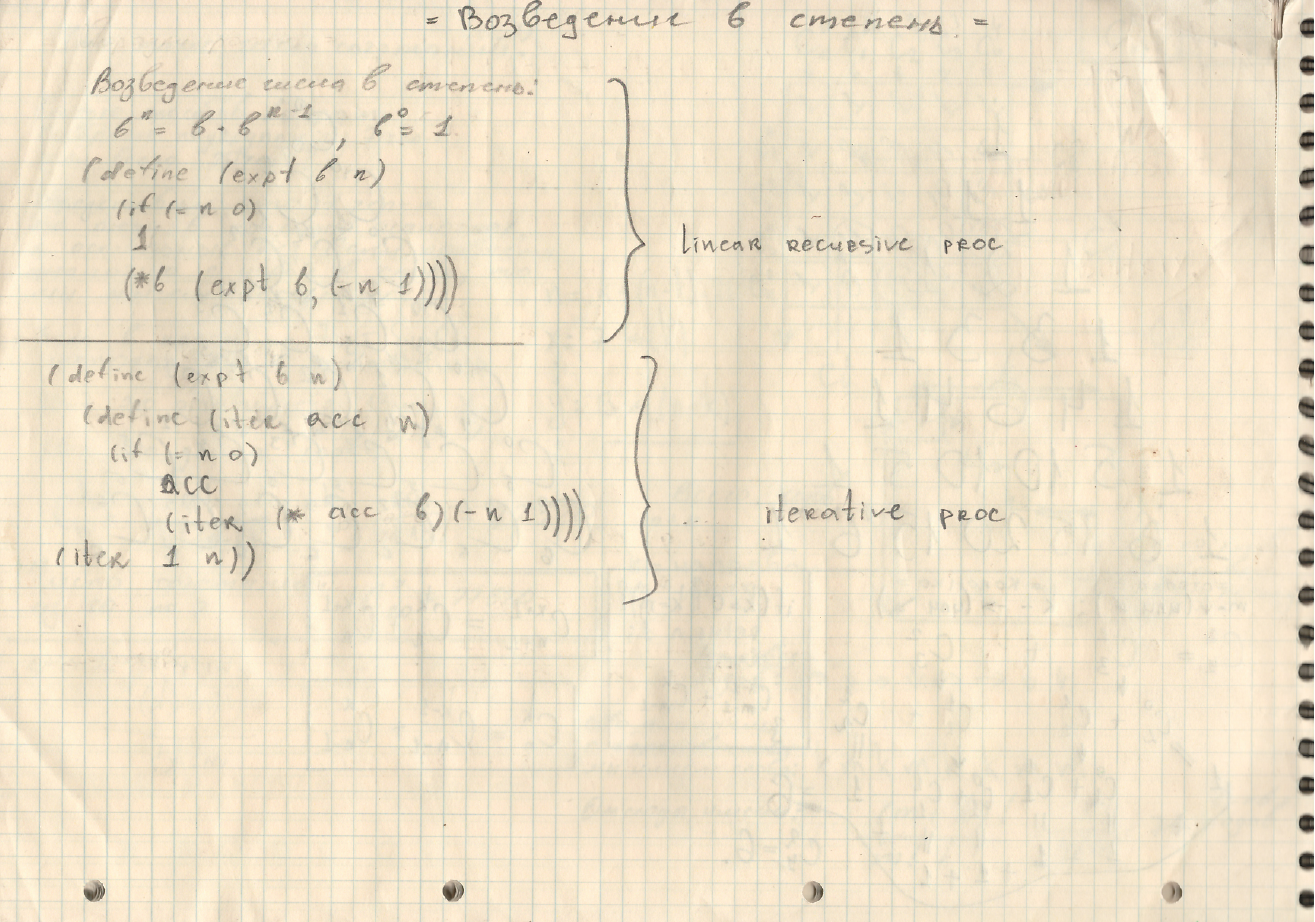 = Возведение в степень =
Возведение числа в степень:
b^n = b · b^{n-1}, b^0 = 1
(define (expt b n)
(if (= n 0)
1
(*b (expt b, (-n 1))))
linear recursive proc
(define (expt b n)
(define (iter acc n)
(if (= n 0)
acc
(iter (* acc b) (-n 1))))
(iter 1 n))
iterative proc